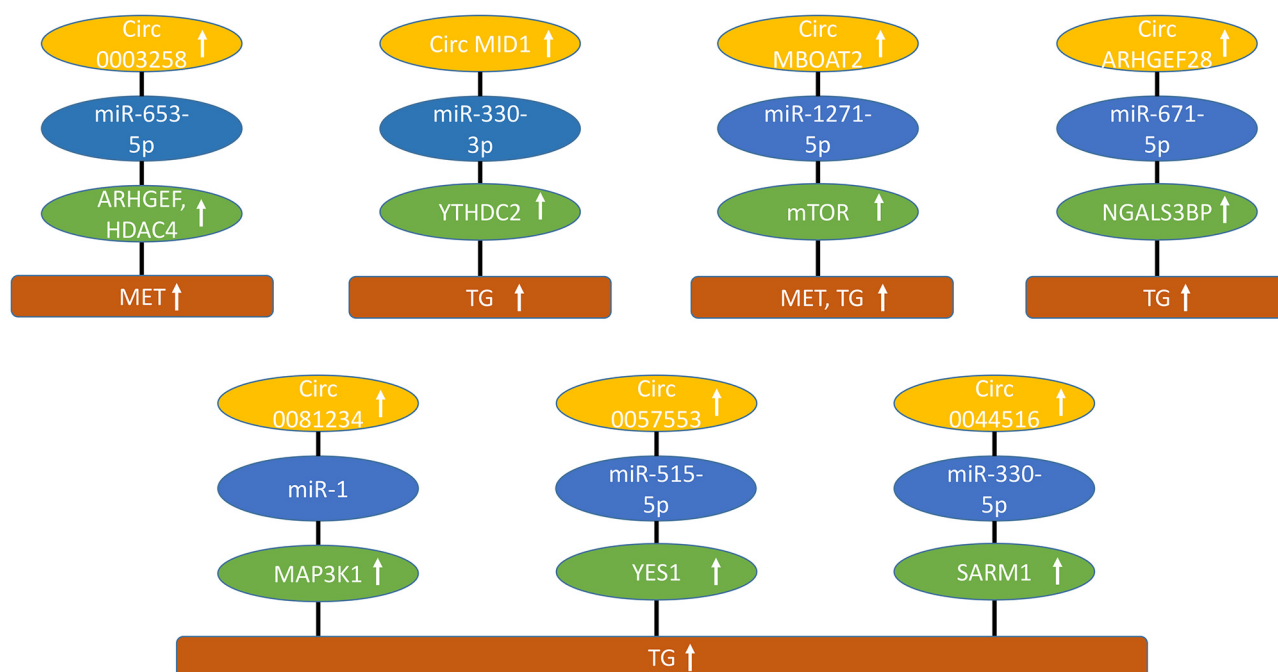 Circ
0003258
Circ MID1
Circ
MBOAT2
Circ
ARHGEF28
miR-653-
5p
miR-330-
3p
miR-1271-
5p
miR-671-
5p
ARHGEF,
HDAC4
YTHDC2
mTOR
NGALS3BP
MET
TG
MET, TG
TG
Circ
0081234
Circ
0057553
Circ
0044516
miR-1
miR-515-
5p
miR-330-
5p
MAP3K1
YES1
SARM1
TG